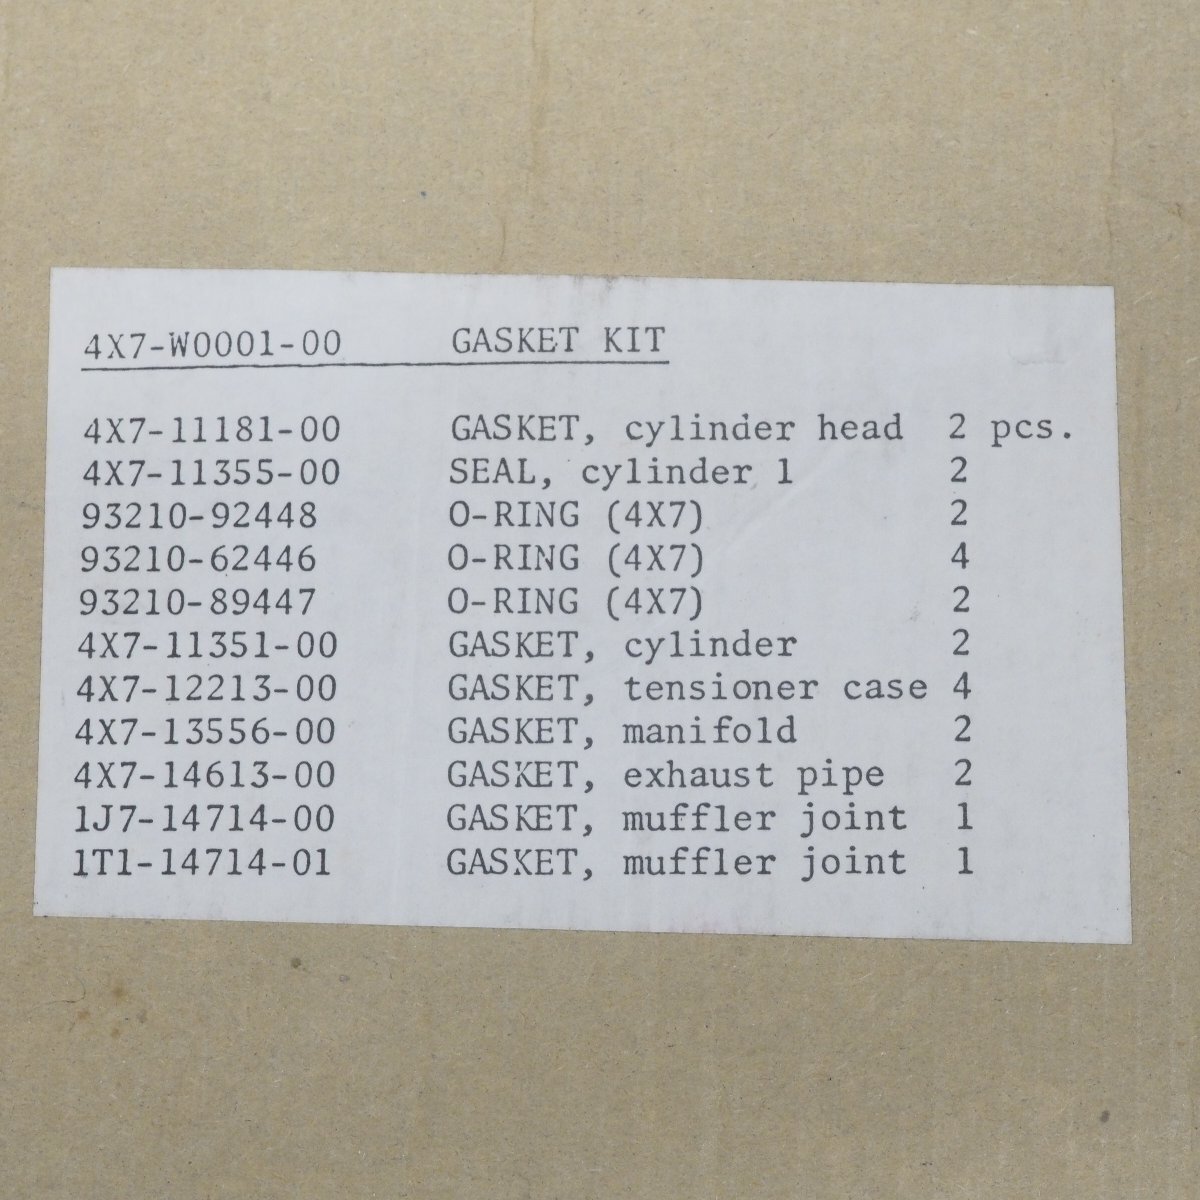 4X7-W0001-00 GASKET KIT
4X7-11181-00 GASKET, cylinder head 2 pcs.
4X7-11355-00 SEAL, cylinder 1 2
93210-92448 O-RING (4X7) 2
93210-62446 O-RING (4X7) 4
93210-89447 O-RING (4X7) 2
4X7-11351-00 GASKET, cylinder 2
4X7-12213-00 GASKET, tensioner case 4
4X7-13556-00 GASKET, manifold 2
4X7-14613-00 GASKET, exhaust pipe 2
1J7-14714-00 GASKET, muffler joint 1
1T1-14714-01 GASKET, muffler joint 1